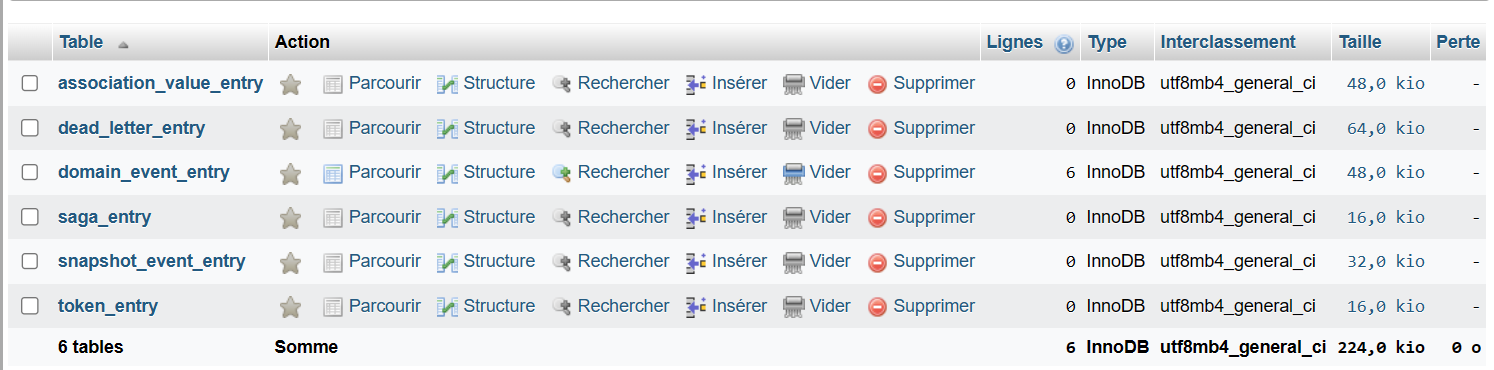 Table Action Lignes Type Interclassement Taille Perte
association_value_entry Parcourir Structure Rechercher Insérer Vider Supprimer 0 InnoDB utf8mb4_general_ci 48,0 kio -
dead_letter_entry Parcourir Structure Rechercher Insérer Vider Supprimer 0 InnoDB utf8mb4_general_ci 64,0 kio -
domain_event_entry Parcourir Structure Rechercher Insérer Vider Supprimer 6 InnoDB utf8mb4_general_ci 48,0 kio -
saga_entry Parcourir Structure Rechercher Insérer Vider Supprimer 0 InnoDB utf8mb4_general_ci 16,0 kio -
snapshot_event_entry Parcourir Structure Rechercher Insérer Vider Supprimer 0 InnoDB utf8mb4_general_ci 32,0 kio -
token_entry Parcourir Structure Rechercher Insérer Vider Supprimer 0 InnoDB utf8mb4_general_ci 16,0 kio -
6 tables Somme 6 InnoDB utf8mb4_general_ci 224,0 kio 0 o